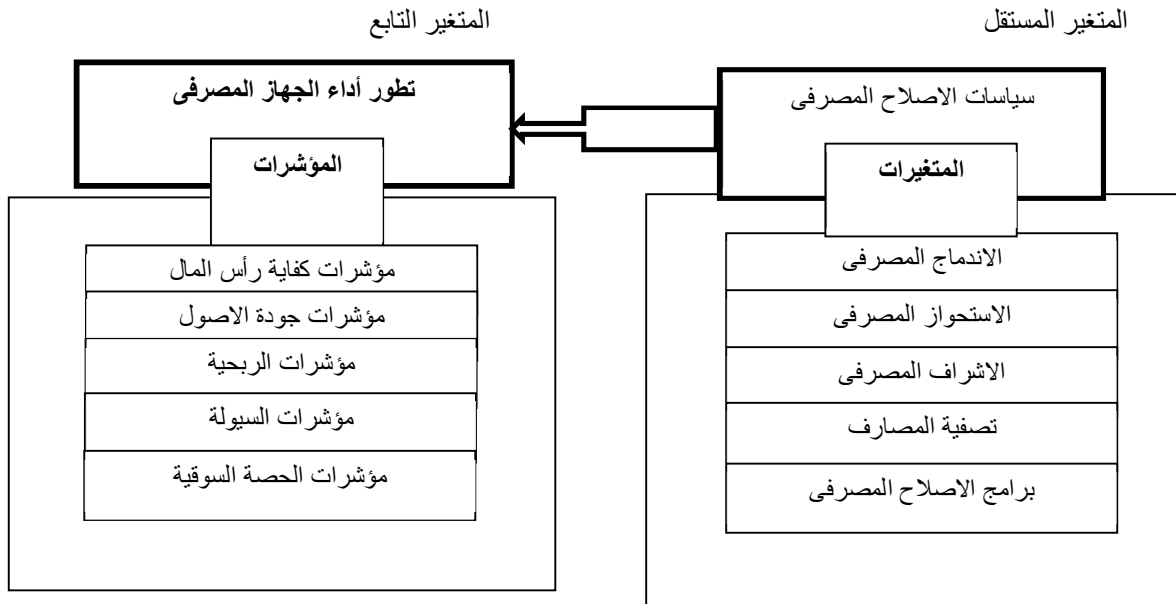 المتغير المستقل
المتغير التابع
سياسات الاصلاح المصرفى
المتغيرات
الاندماج المصرفى
الاستحواز المصرفى
الاشراف المصرفى
تصفية المصارف
برامج الاصلاح المصرفى
تطور أداء الجهاز المصرفى
المؤشرات
مؤشرات كفاية رأس المال
مؤشرات جودة الاصول
مؤشرات الربحية
مؤشرات السيولة
مؤشرات الحصة السوقية